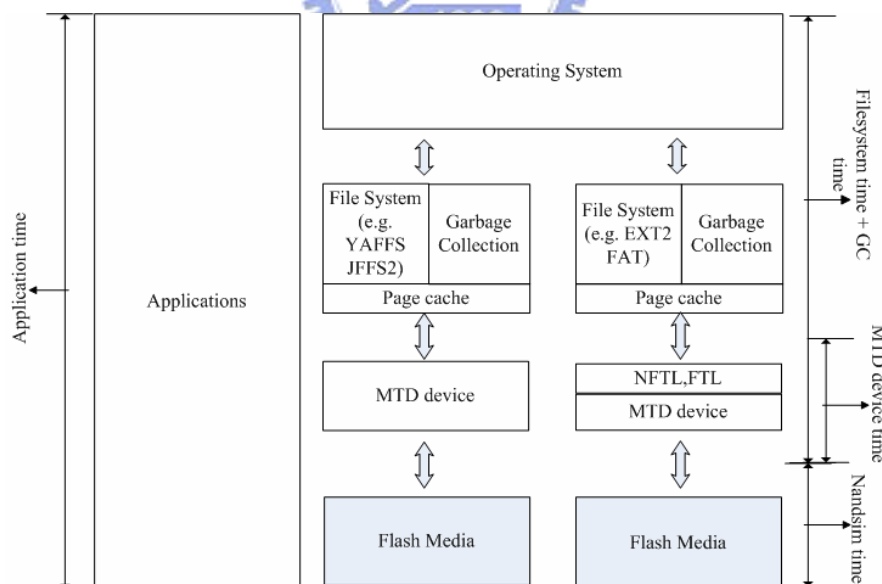 Application time
Applications
Operating System
File System
(e.g.
YAFFS
JFFS2)
Garbage
Collection
Page cache
File System
(e.g. EXT2
FAT)
Garbage
Collection
Page cache
MTD device
NFTL,FTL
MTD device
Flash Media
Flash Media
Filesystem time + GC
time
MTD device time
Nandsim time